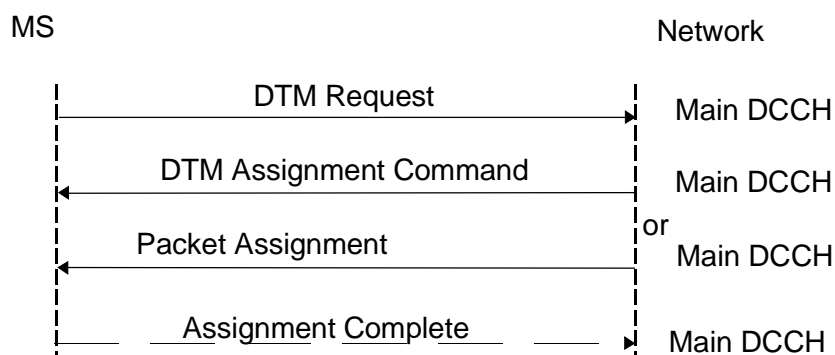 MS
Network
DTM Request
Main DCCH
DTM Assignment Command
Main DCCH
or
Packet Assignment
Main DCCH
Assignment Complete
Main DCCH